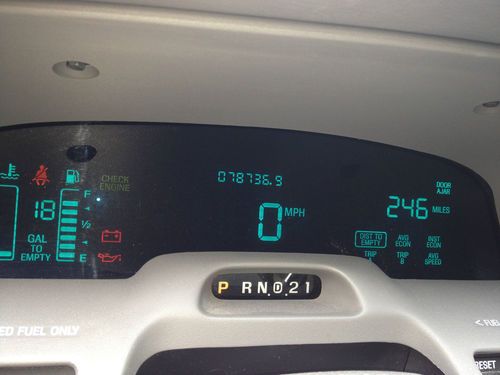 CHECK
ENGINE
078736.9
DOOR
AJAR
F
18
½
0 MPH
246 MILES
GAL
TO
EMPTY
E
DIST TO
EMPTY
AVG
ECON
INST
ECON
TRIP
A
TRIP
B
AVG
SPEED
P R N D 2 1
FUEL ONLY
< FUEL
RESET